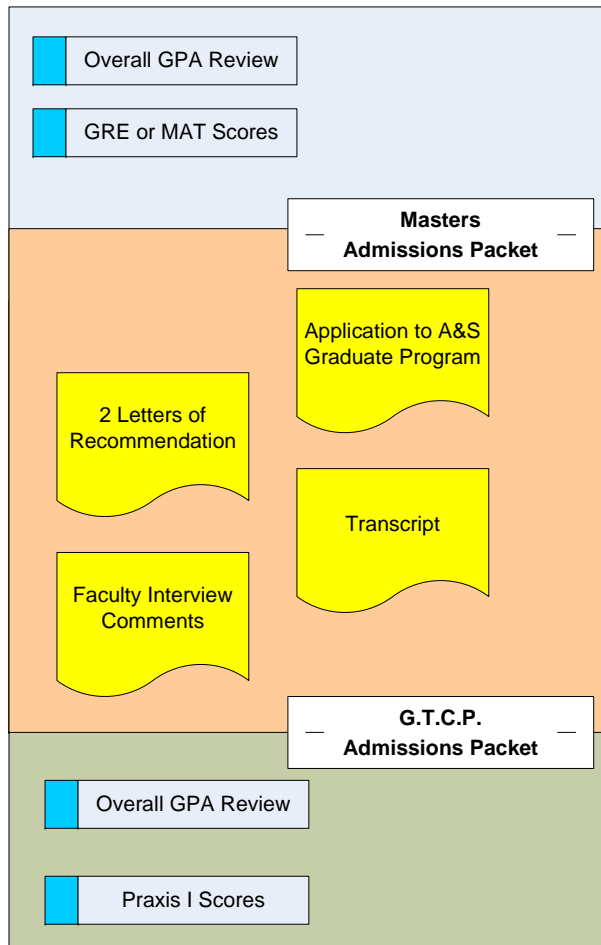 Overall GPA Review
GRE or MAT Scores
Masters
Admissions Packet
Application to A&S
Graduate Program
2 Letters of
Recommendation
Transcript
Faculty Interview
Comments
G.T.C.P.
Admissions Packet
Overall GPA Review
Praxis I Scores